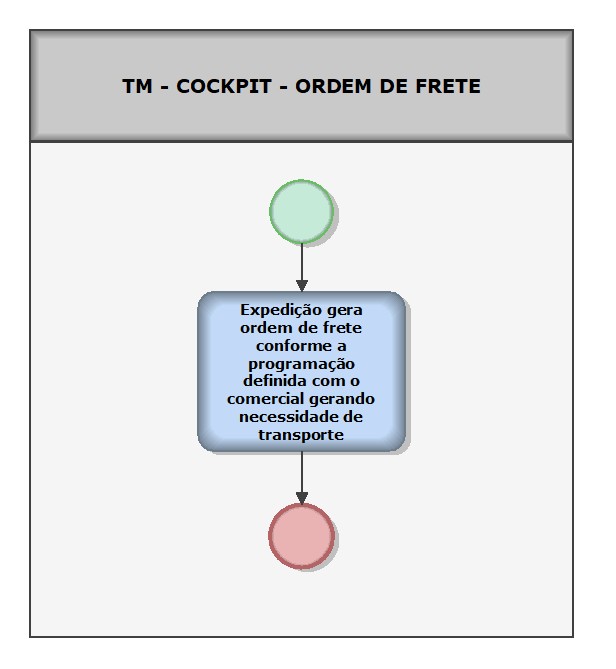 TM - COCKPIT - ORDEM DE FRETE
Expedição gera
ordem de frete
conforme a
programação
definida com o
comercial gerando
necessidade de
transporte